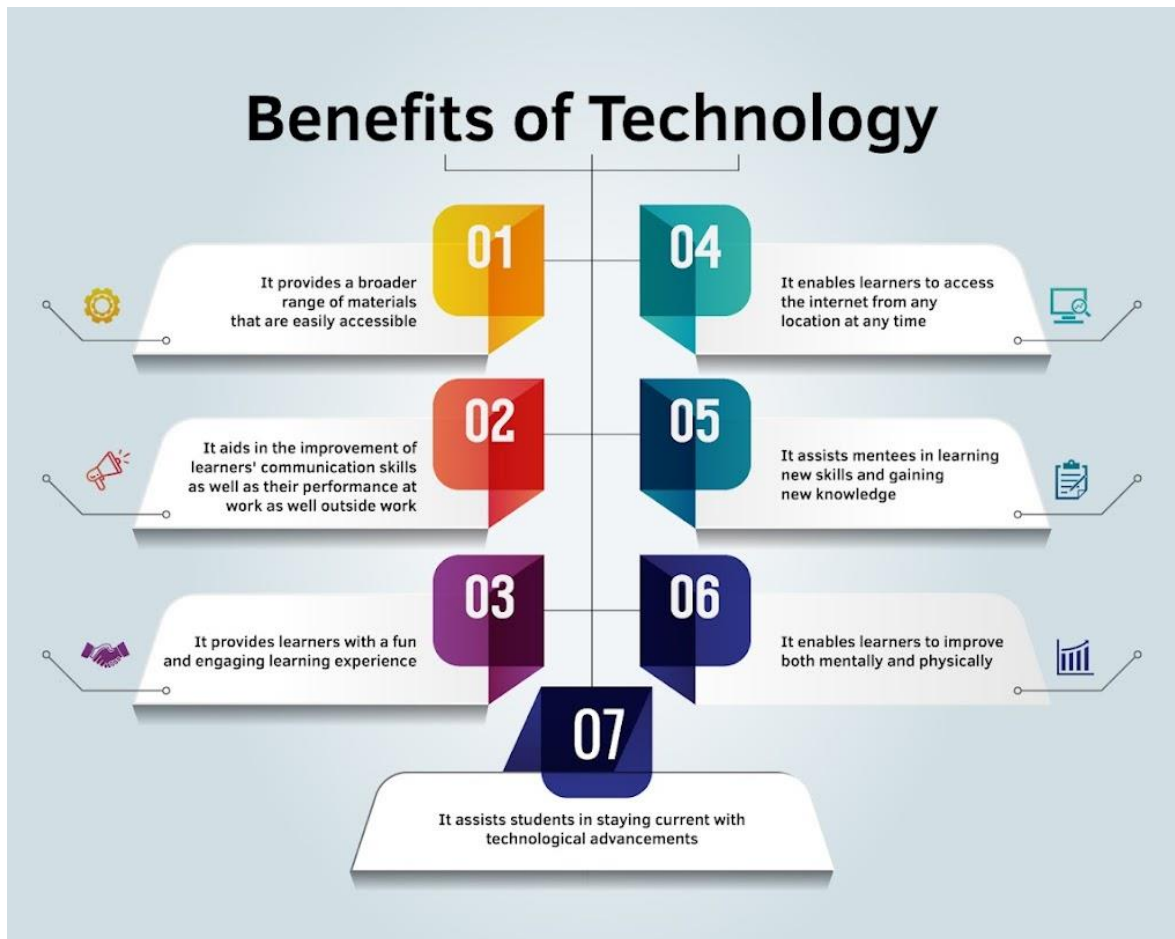 Benefits of Technology
01
It provides a broader
range of materials
that are easily accessible
02
It aids in the improvement of
learners' communication skills
as well as their performance at
work as well outside work
03
It provides learners with a fun
and engaging learning experience
04
It enables learners to access
the internet from any
location at any time
05
It assists mentees in learning
new skills and gaining
new knowledge
06
It enables learners to improve
both mentally and physically
07
It assists students in staying current with
technological advancements